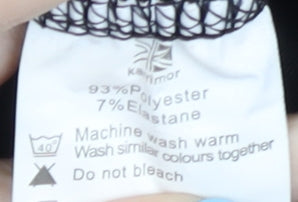 Karrimor
93%Polyester
7%Elastane
40°
Machine wash warm
Wash similar colours together
Do not bleach